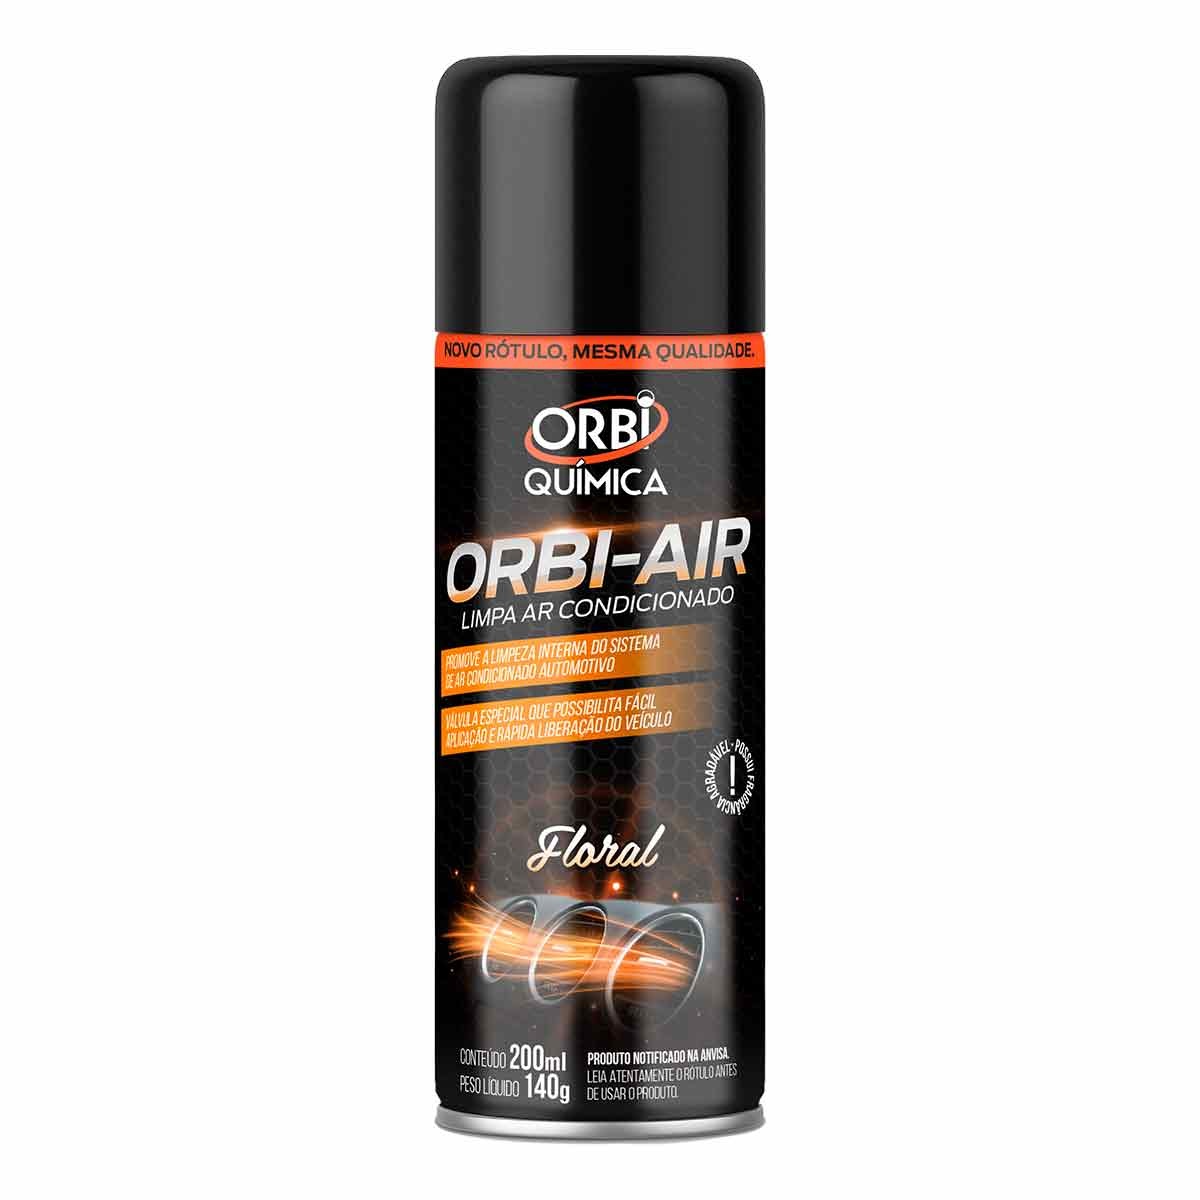 NOVO RÓTULO, MESMA QUALIDADE.
ORBI
QUÍMICA
ORBI-AIR
LIMPA AR CONDICIONADO
PROMOVE A LIMPEZA INTERNA DO SISTEMA
DE AR CONDICIONADO AUTOMOTIVO
VÁLVULA ESPECIAL QUE POSSIBILITA FÁCIL
APLICAÇÃO E RÁPIDA LIBERAÇÃO DO VEÍCULO
POSSUI FRAGRÂNCIA AGRADÁVEL •
!
Floral
CONTEÚDO 200ml
PESO LÍQUIDO 140g
PRODUTO NOTIFICADO NA ANVISA.
LEIA ATENTAMENTE O RÓTULO ANTES
DE USAR O PRODUTO.